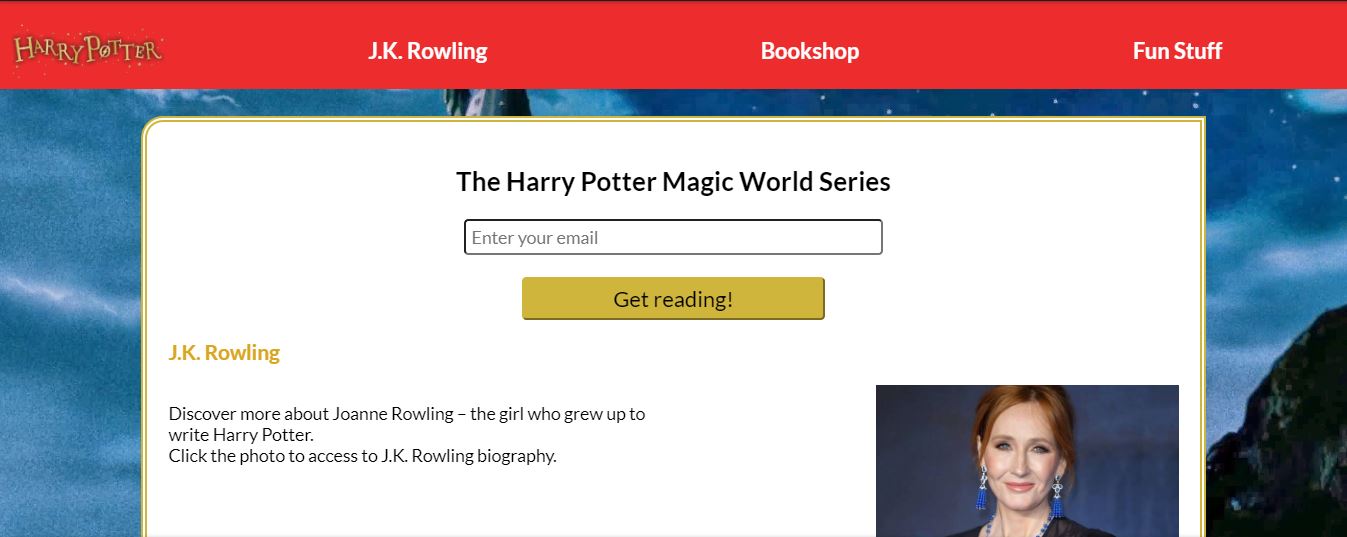 HARRY POTTER
J.K. Rowling
Bookshop
Fun Stuff
The Harry Potter Magic World Series
Enter your email
Get reading!
J.K. Rowling
Discover more about Joanne Rowling – the girl who grew up to
write Harry Potter.
Click the photo to access to J.K. Rowling biography.